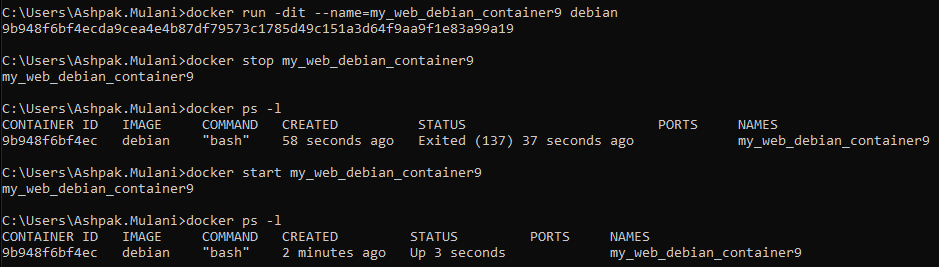 C:\Users\Ashpak.Mulani>docker run -dit --name=my_web_debian_container9 debian
9b948f6bf4ecda9cea4e4b87df79573c1785d49c151a3d64f9aa9f1e83a99a19
C:\Users\Ashpak.Mulani>docker stop my_web_debian_container9
my_web_debian_container9
C:\Users\Ashpak.Mulani>docker ps -l
CONTAINER ID   IMAGE     COMMAND   CREATED          STATUS                        PORTS     NAMES
9b948f6bf4ec   debian    "bash"    58 seconds ago   Exited (137) 37 seconds ago             my_web_debian_container9
C:\Users\Ashpak.Mulani>docker start my_web_debian_container9
my_web_debian_container9
C:\Users\Ashpak.Mulani>docker ps -l
CONTAINER ID   IMAGE     COMMAND   CREATED         STATUS         PORTS     NAMES
9b948f6bf4ec   debian    "bash"    2 minutes ago   Up 3 seconds             my_web_debian_container9